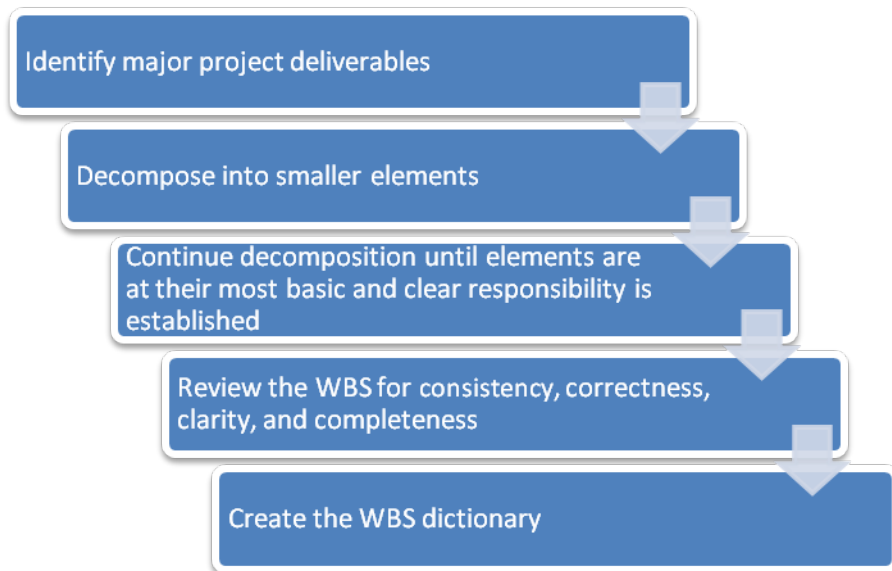 Identify major project deliverables
Decompose into smaller elements
Continue decomposition until elements are
at their most basic and clear responsibility is
established
Review the WBS for consistency, correctness,
clarity, and completeness
Create the WBS dictionary